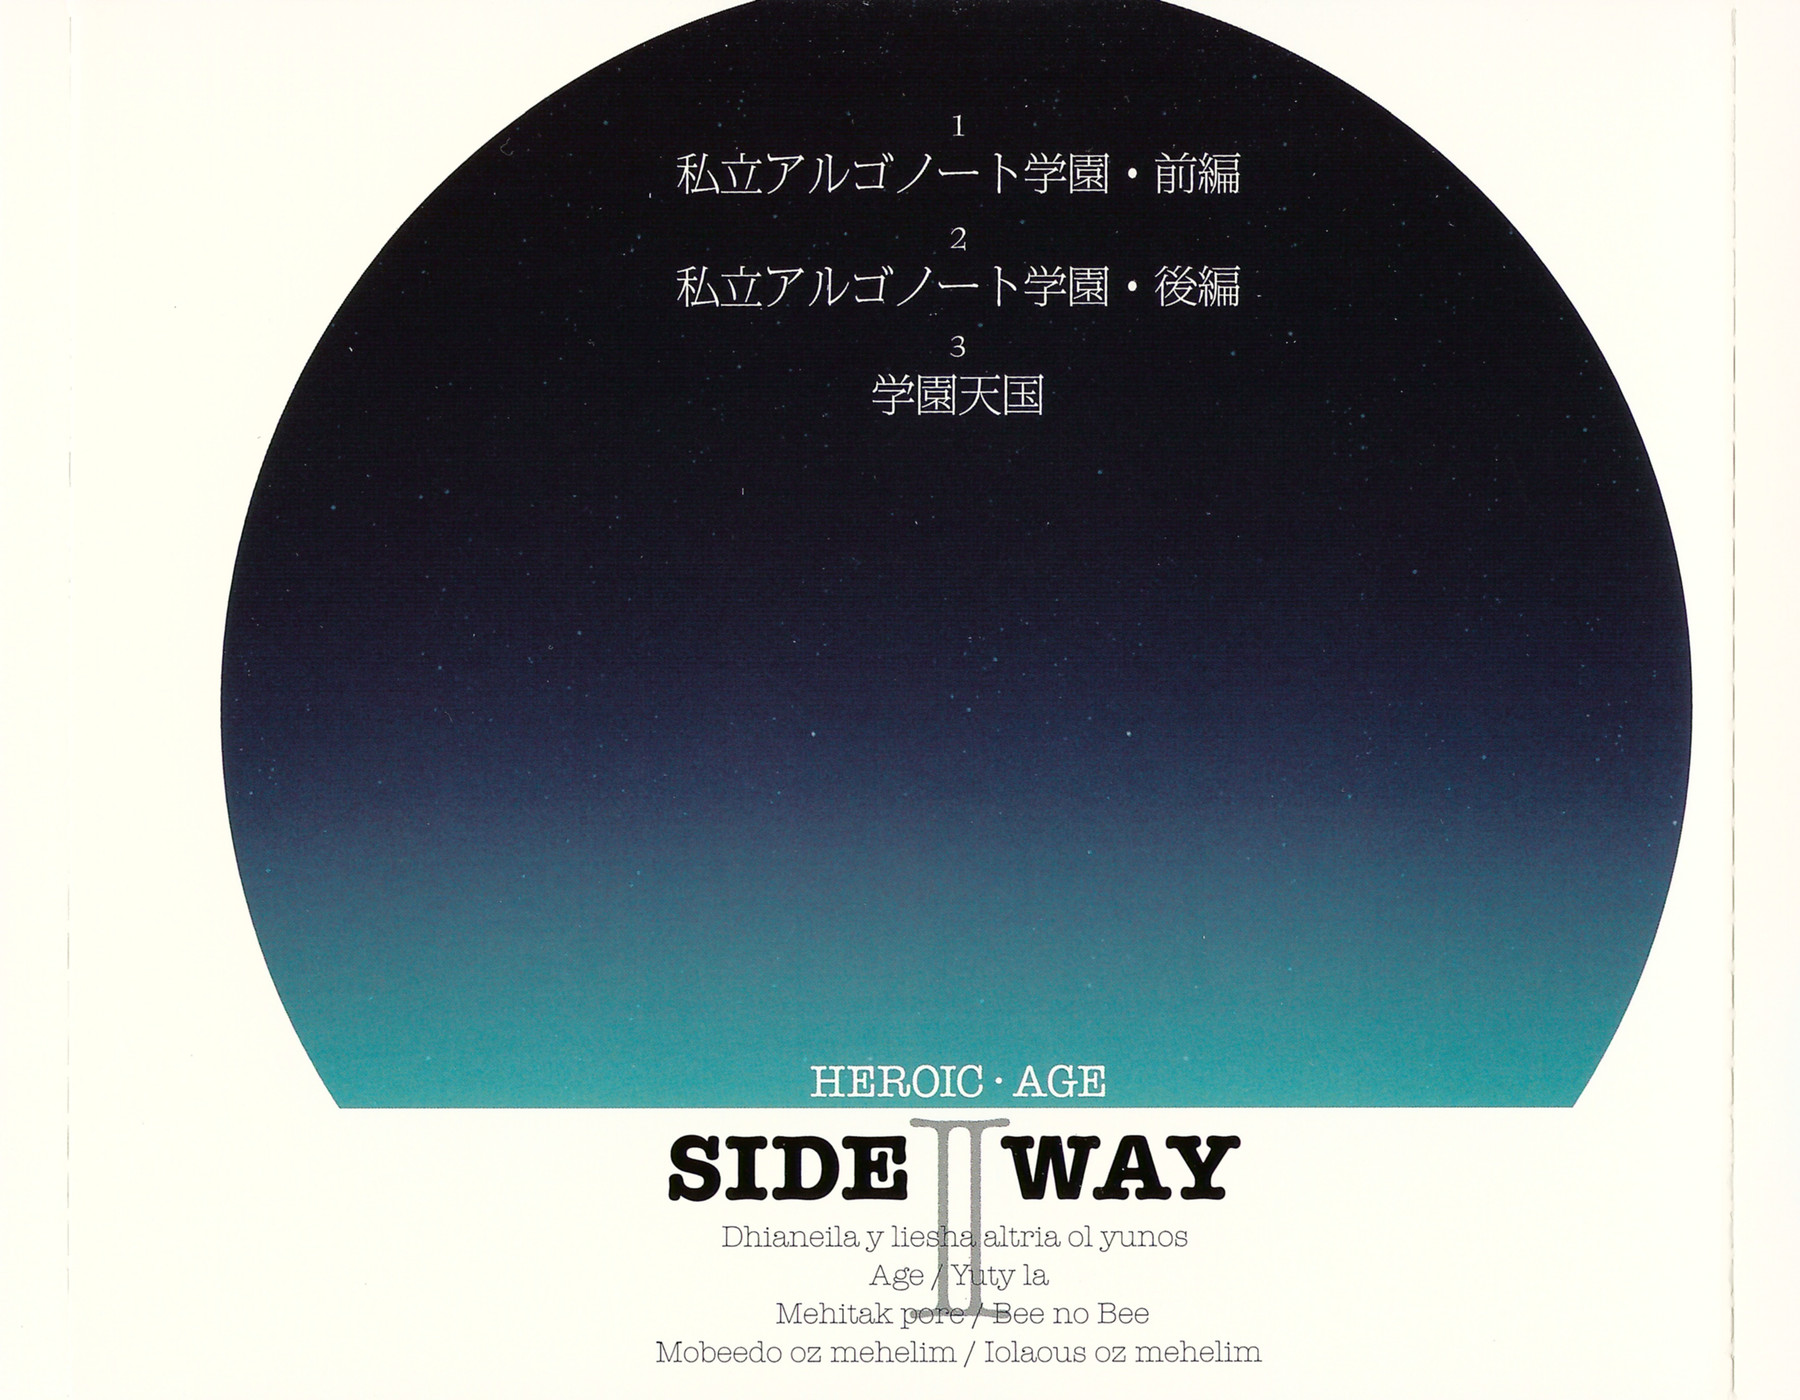 1
私立アルゴノート学園・前編
2
私立アルゴノート学園・後編
3
学園天国
HEROIC・AGE
SIDE II WAY
Dhianeila y liesha altria ol yunos
Age / Yuty la
Mehitak pore / Bee no Bee
Mobeedo oz mehelim / Iolaous oz mehelim